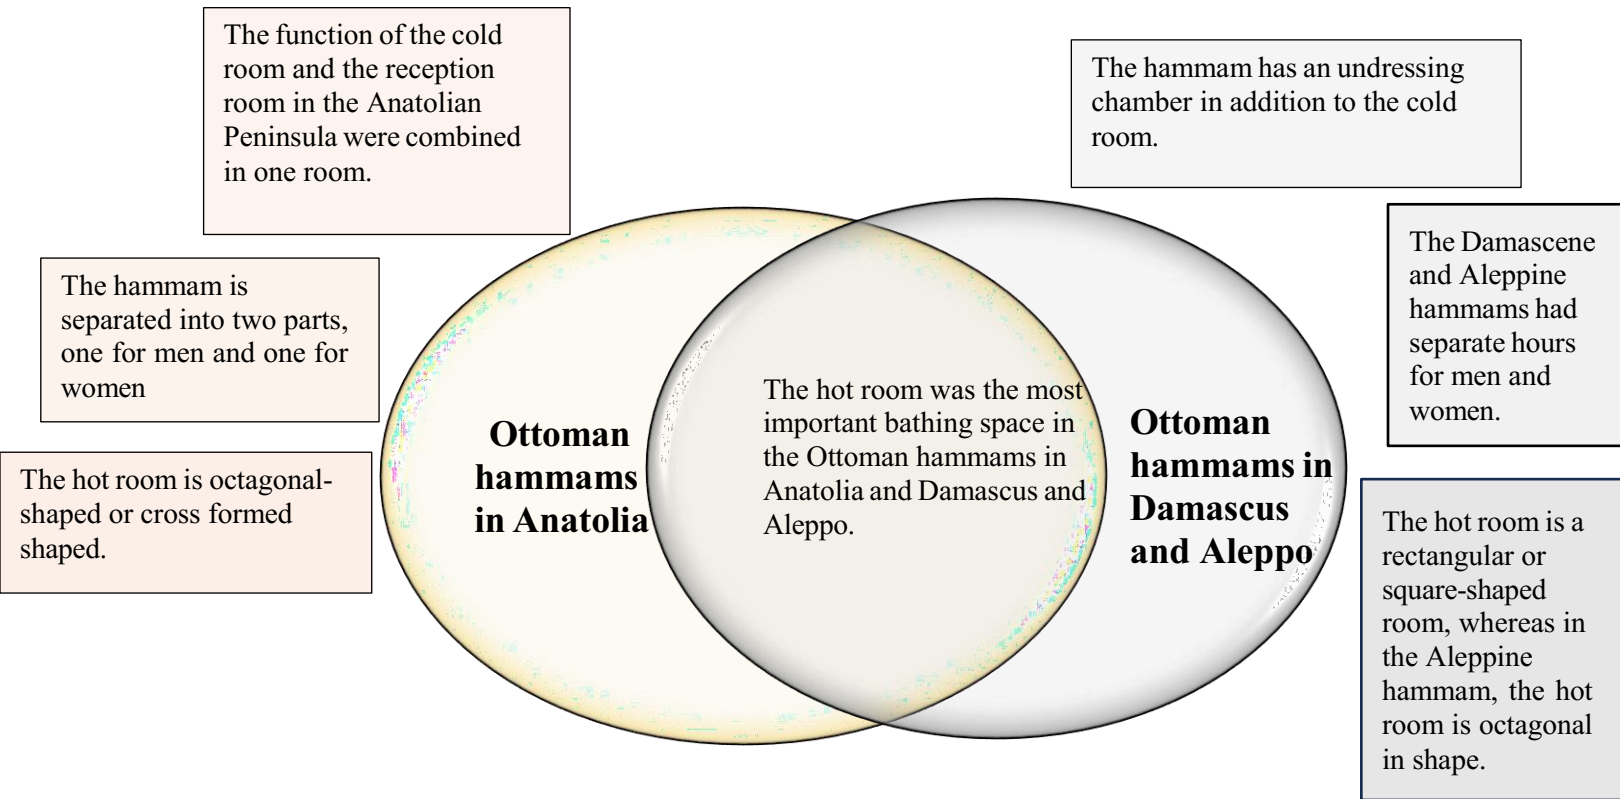 The function of the cold
room and the reception
room in the Anatolian
Peninsula were combined
in one room.
The hammam has an undressing
chamber in addition to the cold
room.
The hammam is
separated into two parts,
one for men and one for
women
The Damascene
and Aleppine
hammams had
separate hours
for men and
women.
The hot room is octagonal-
shaped or cross formed
shaped.
Ottoman
hammams
in Anatolia
The hot room was the most
important bathing space in
the Ottoman hammams in
Anatolia and Damascus and
Aleppo.
Ottoman
hammams in
Damascus
and Aleppo
The hot room is a
rectangular or
square-shaped
room, whereas in
the Aleppine
hammam, the hot
room is octagonal
in shape.